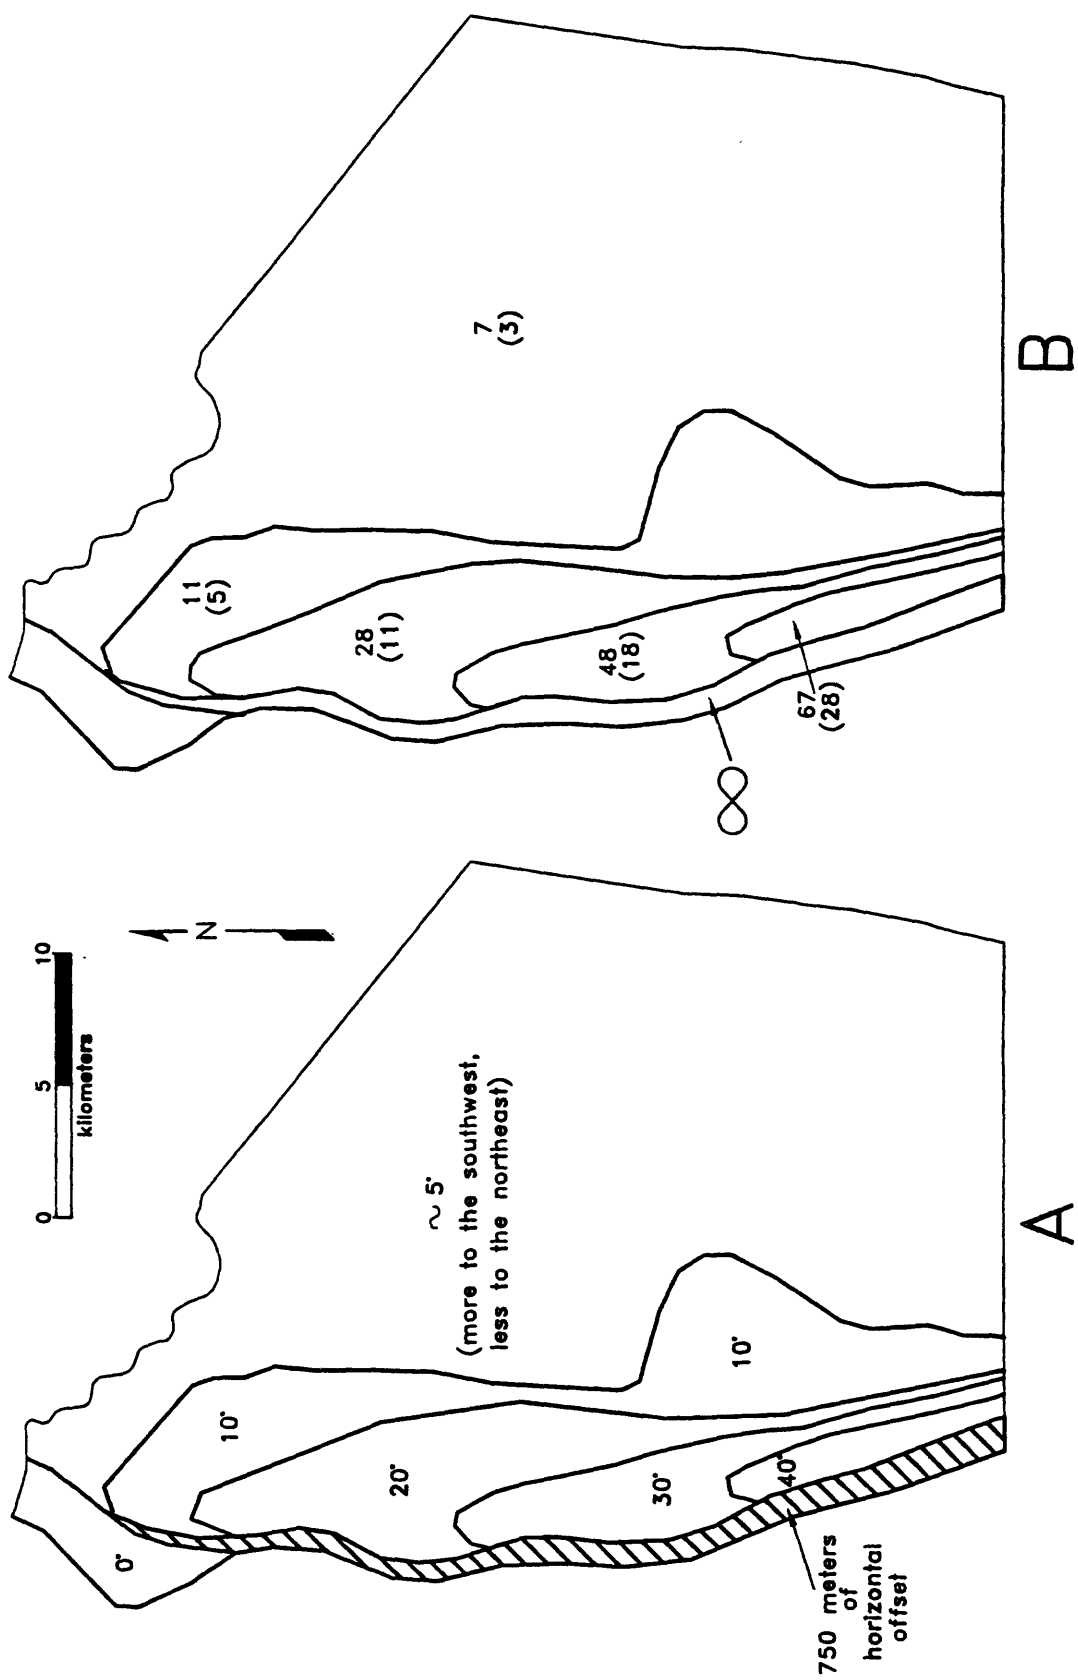 0 5 10
kilometers
N
0°
10°
20°
30°
40°
10°
~ 5°
(more to the southwest,
less to the northeast)
750 meters
of
horizontal
offset
A
11
(5)
28
(11)
48
(18)
67
(28)
7
(3)
∞
B